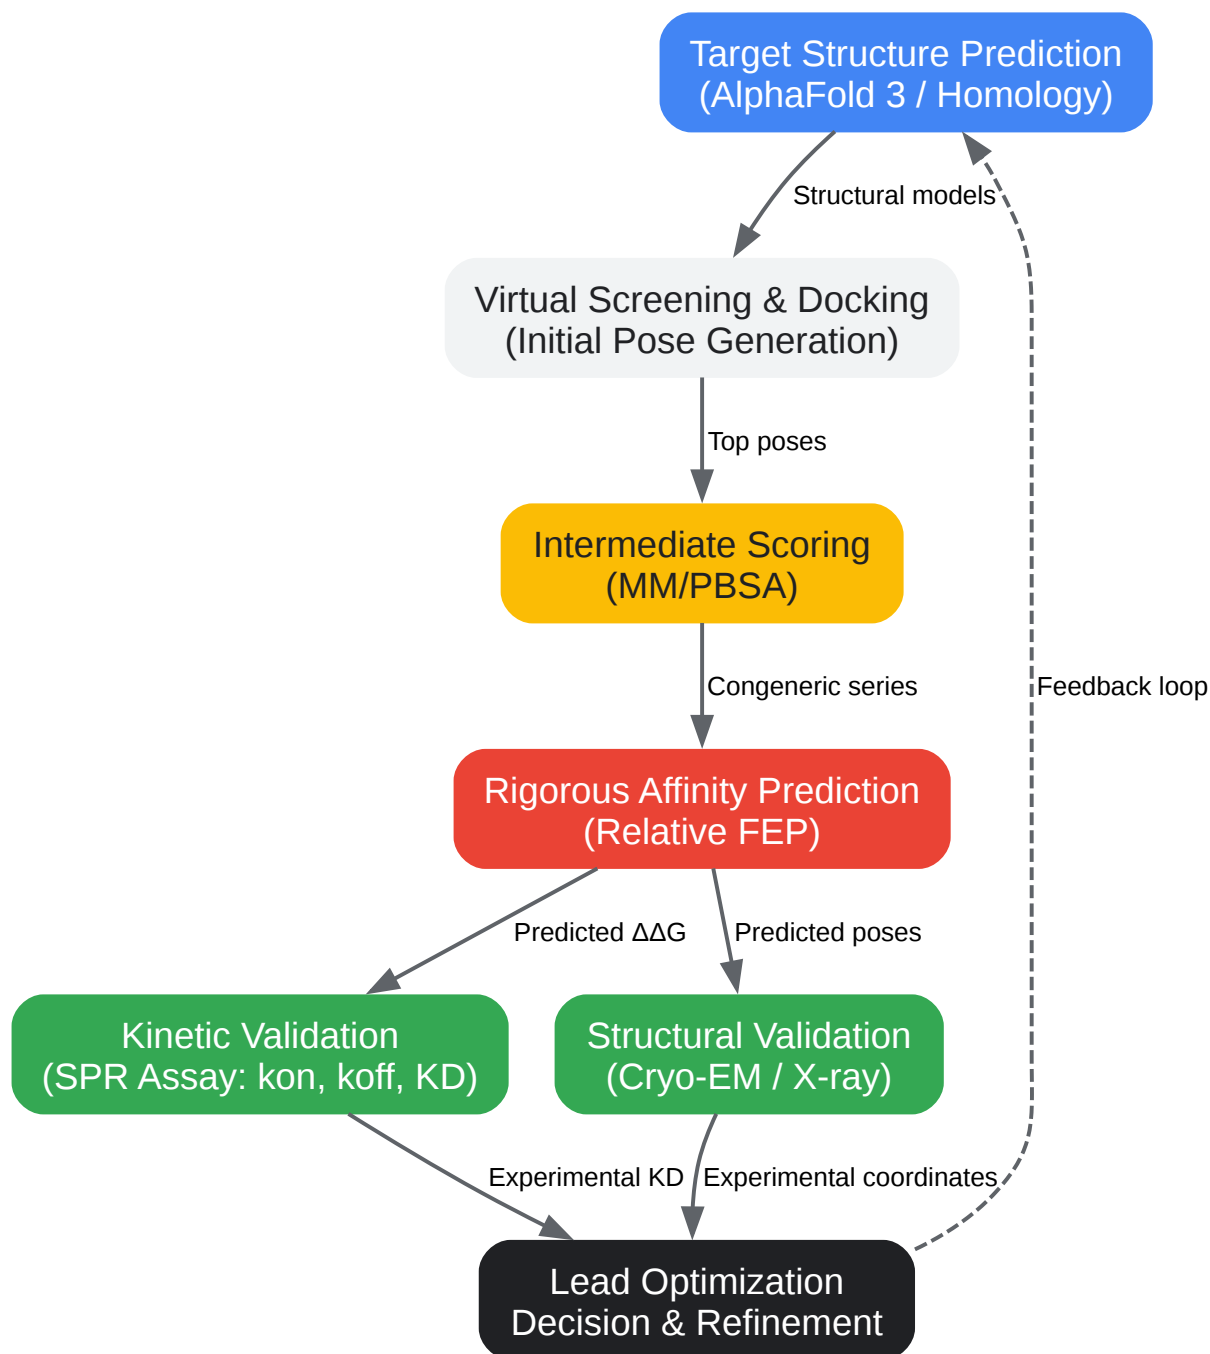 Target Structure Prediction
(AlphaFold 3 / Homology)
Structural models
Virtual Screening & Docking
(Initial Pose Generation)
Top poses
Intermediate Scoring
(MM/PBSA)
Congeneric series
Feedback loop
Rigorous Affinity Prediction
(Relative FEP)
Predicted ΔΔG
Predicted poses
Kinetic Validation
(SPR Assay: kon, koff, KD)
Structural Validation
(Cryo-EM / X-ray)
Experimental KD
Experimental coordinates
Lead Optimization
Decision & Refinement